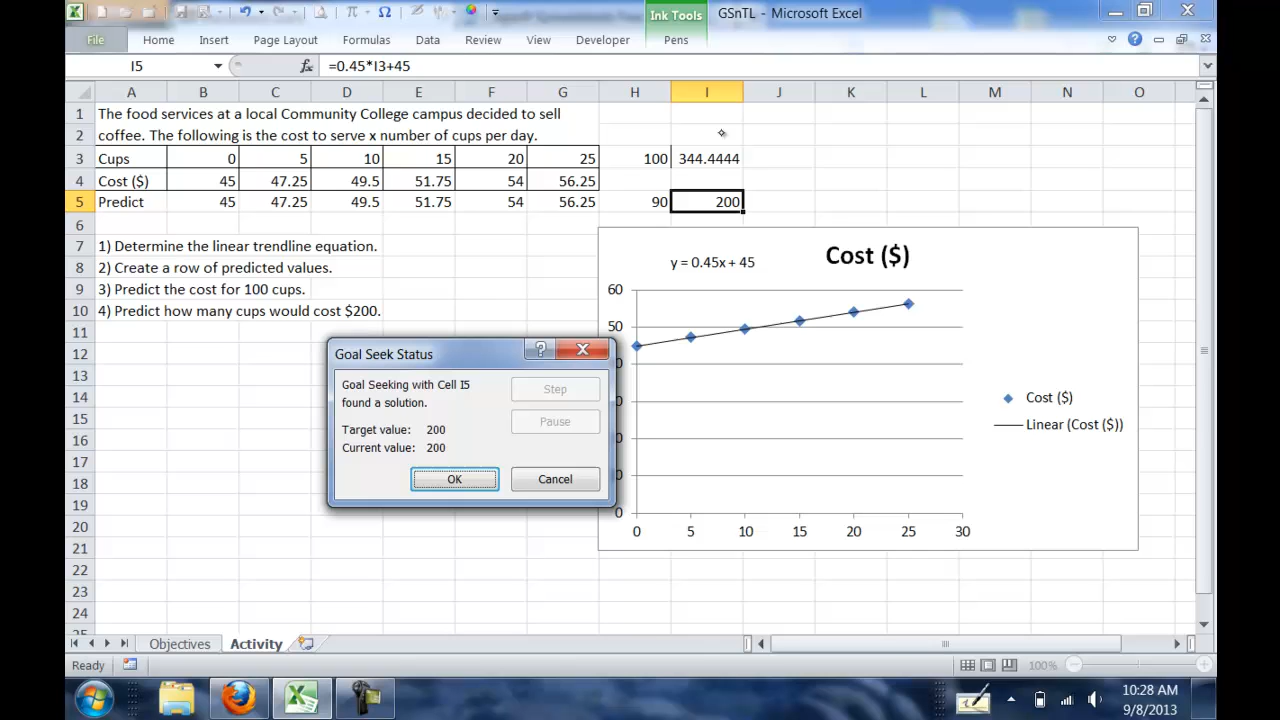 Ink Tools
GSnTL - Microsoft Excel
File Home Insert Page Layout Formulas Data Review View Developer Pens
I5 fx =0.45*I3+45
A B C D E F G H I J K L M N O
1 The food services at a local Community College campus decided to sell
2 coffee. The following is the cost to serve x number of cups per day.
3 Cups 0 5 10 15 20 25 100 344.4444
4 Cost ($) 45 47.25 49.5 51.75 54 56.25
5 Predict 45 47.25 49.5 51.75 54 56.25 90 200
6
7 1) Determine the linear trendline equation.
8 2) Create a row of predicted values.
9 3) Predict the cost for 100 cups.
10 4) Predict how many cups would cost $200.
11
12
13
14
15
16
17
18
19
20
21
22
23
24
25
y = 0.45x + 45
Cost ($)
60
50
0
0
0
0
0
0 5 10 15 20 25 30
Cost ($)
Linear (Cost ($))
Goal Seek Status
Goal Seeking with Cell I5
found a solution.
Target value: 200
Current value: 200
Step
Pause
OK Cancel
Objectives Activity
Ready 100%
10:28 AM
9/8/2013